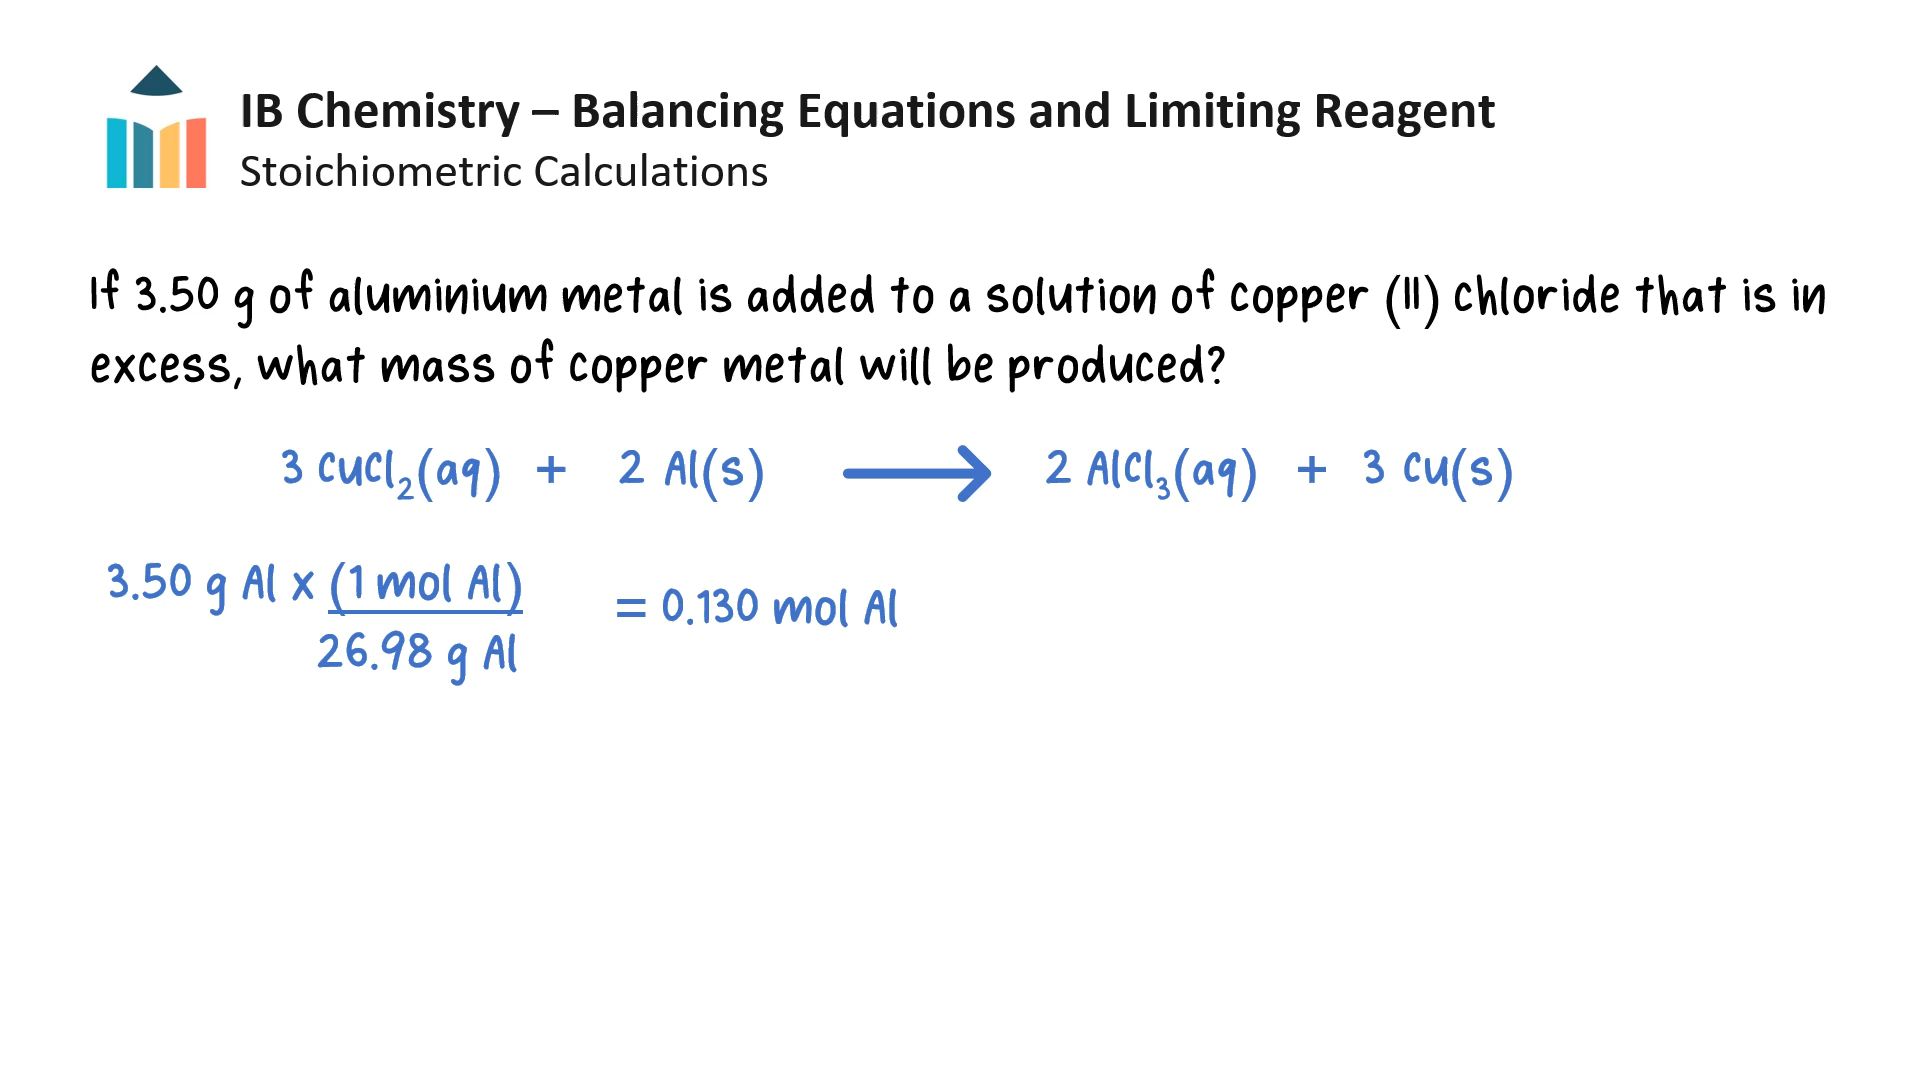 IB Chemistry – Balancing Equations and Limiting Reagent
Stoichiometric Calculations
If 3.50 g of aluminium metal is added to a solution of copper (II) chloride that is in
excess, what mass of copper metal will be produced?
3 CuCl₂(aq) + 2 Al(s) ⟶ 2 AlCl₃(aq) + 3 Cu(s)
3.50 g Al x (1 mol Al) = 0.130 mol Al
26.98 g Al